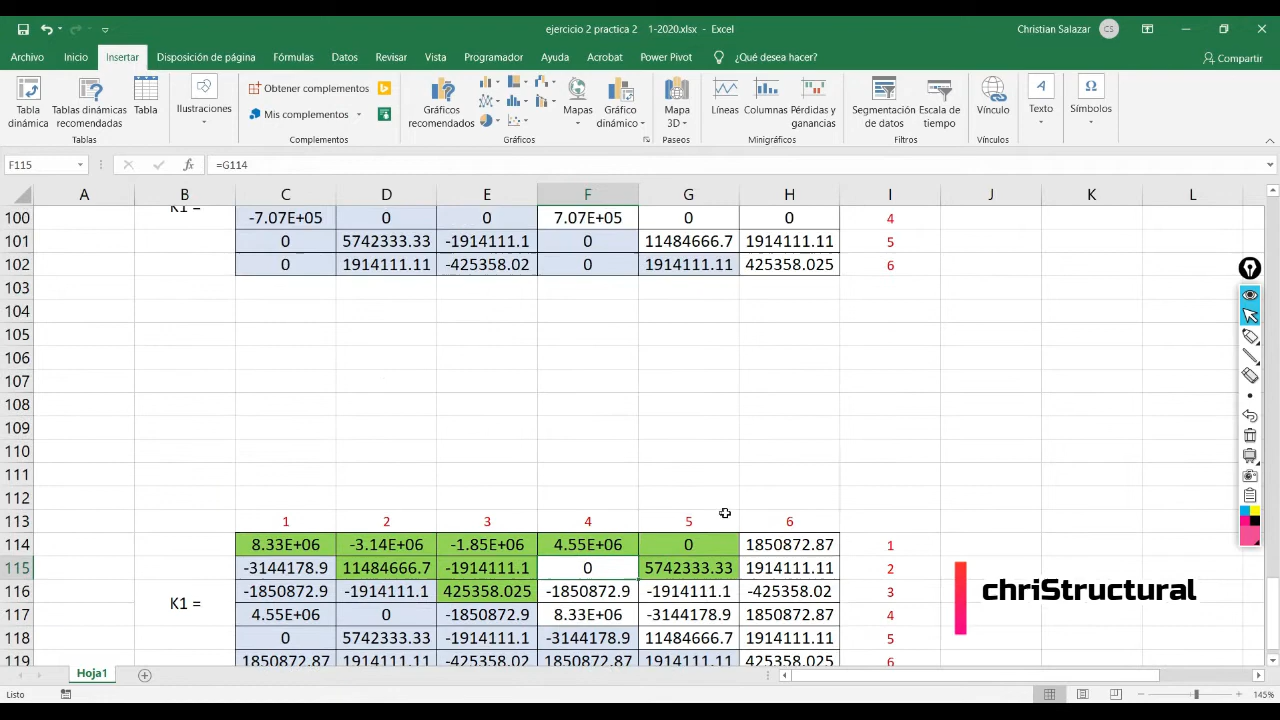 ejercicio 2 practica 2 1-2020.xlsx - Excel
Christian Salazar CS
Archivo Inicio Insertar Disposición de página Fórmulas Datos Revisar Vista Programador Ayuda Acrobat Power Pivot ¿Qué desea hacer? Compartir
Tabla dinámica
Tablas dinámicas recomendadas
Tabla
Tablas
Ilustraciones
Obtener complementos
Mis complementos
Complementos
Gráficos recomendados
Mapas
Gráfico dinámico
Gráficos
Mapa 3D
Paseos
Líneas
Columnas
Pérdidas y ganancias
Minigráficos
Segmentación de datos
Escala de tiempo
Filtros
Vínculo
Vínculos
Texto
Símbolos
F115 fx =G114
A B C D E F G H I J K L
100 K1 = -7.07E+05 0 0 7.07E+05 0 0 4
101 0 5742333.33 -1914111.1 0 11484666.7 1914111.11 5
102 0 1914111.11 -425358.02 0 1914111.11 425358.025 6
103
104
105
106
107
108
109
110
111
112
113 1 2 3 4 5 6
114 8.33E+06 -3.14E+06 -1.85E+06 4.55E+06 0 1850872.87 1
115 -3144178.9 11484666.7 -1914111.1 0 5742333.33 1914111.11 2
116 -1850872.9 -1914111.1 425358.025 -1850872.9 -1914111.1 -425358.02 3
K1 =
117 4.55E+06 0 -1850872.9 8.33E+06 -3144178.9 1850872.87 4
118 0 5742333.33 -1914111.1 -3144178.9 11484666.7 1914111.11 5
119 1850872.87 1914111.11 -425358.02 1850872.87 1914111.11 425358.025 6
chriStructural
Hoja1
Listo
145%